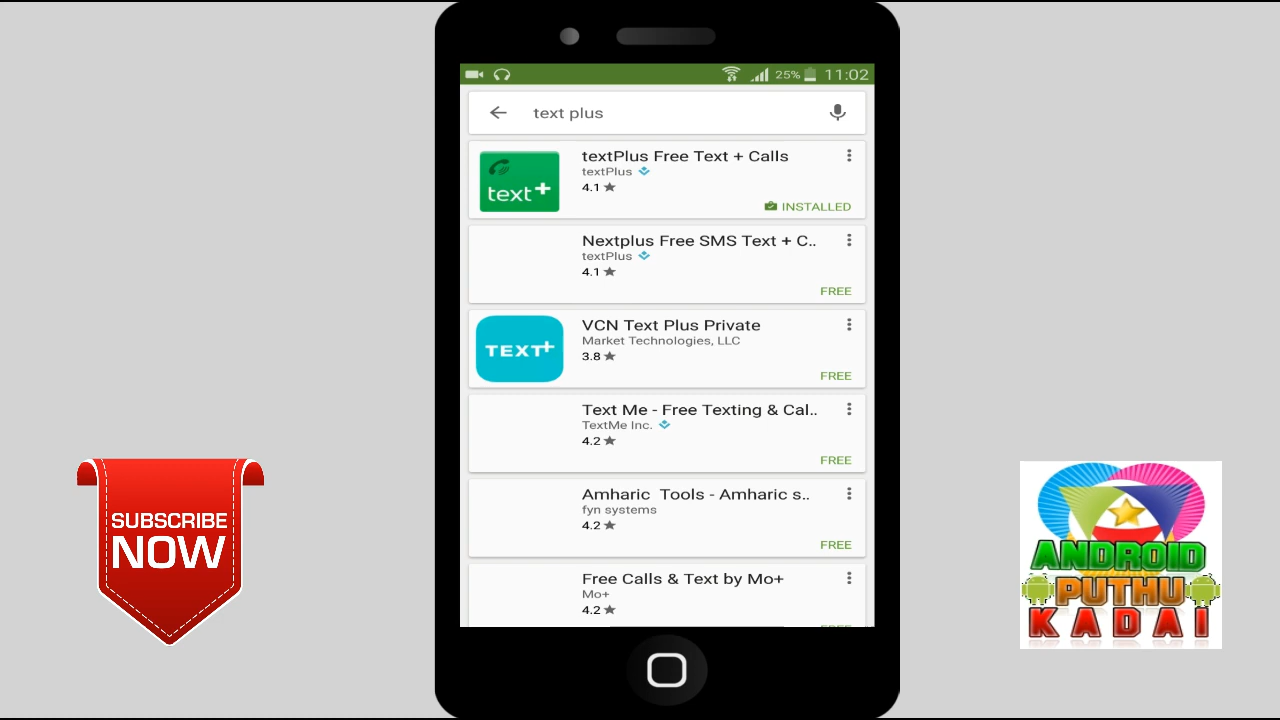 25% 11:02
text plus
text+
textPlus Free Text + Calls
textPlus
4.1
INSTALLED
Nextplus Free SMS Text + C..
textPlus
4.1
FREE
TEXT+
VCN Text Plus Private
Market Technologies, LLC
3.8
FREE
Text Me - Free Texting & Cal..
TextMe Inc.
4.2
FREE
Amharic Tools - Amharic s..
fyn systems
4.2
FREE
Free Calls & Text by Mo+
Mo+
4.2
SUBSCRIBE
NOW
ANDROID
PUTHU
KADAI